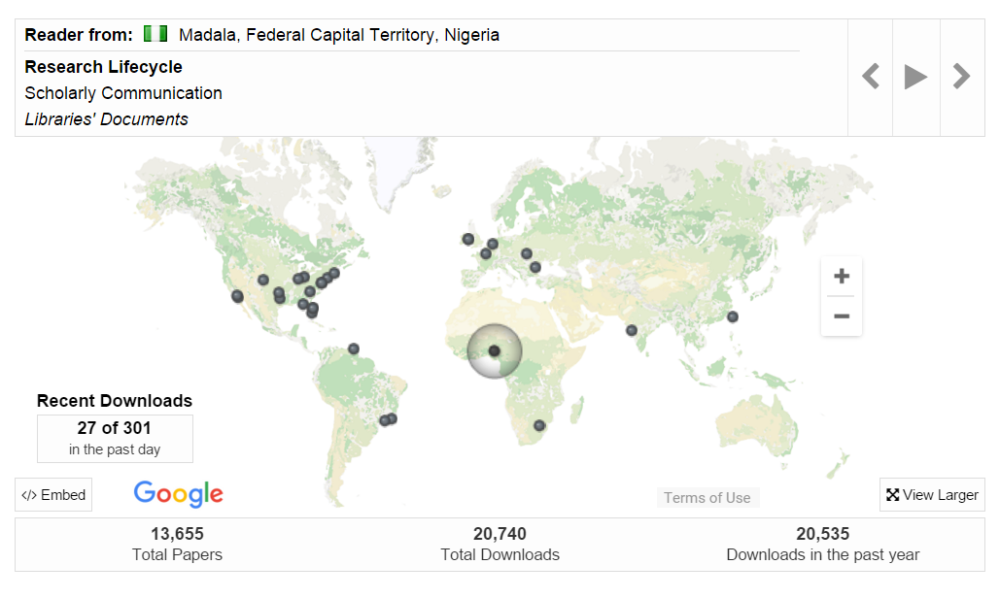 Reader from: Madala, Federal Capital Territory, Nigeria
Research Lifecycle
Scholarly Communication
Libraries' Documents
+
−
Recent Downloads
27 of 301
in the past day
</> Embed
Google
Terms of Use
View Larger
13,655
Total Papers
20,740
Total Downloads
20,535
Downloads in the past year